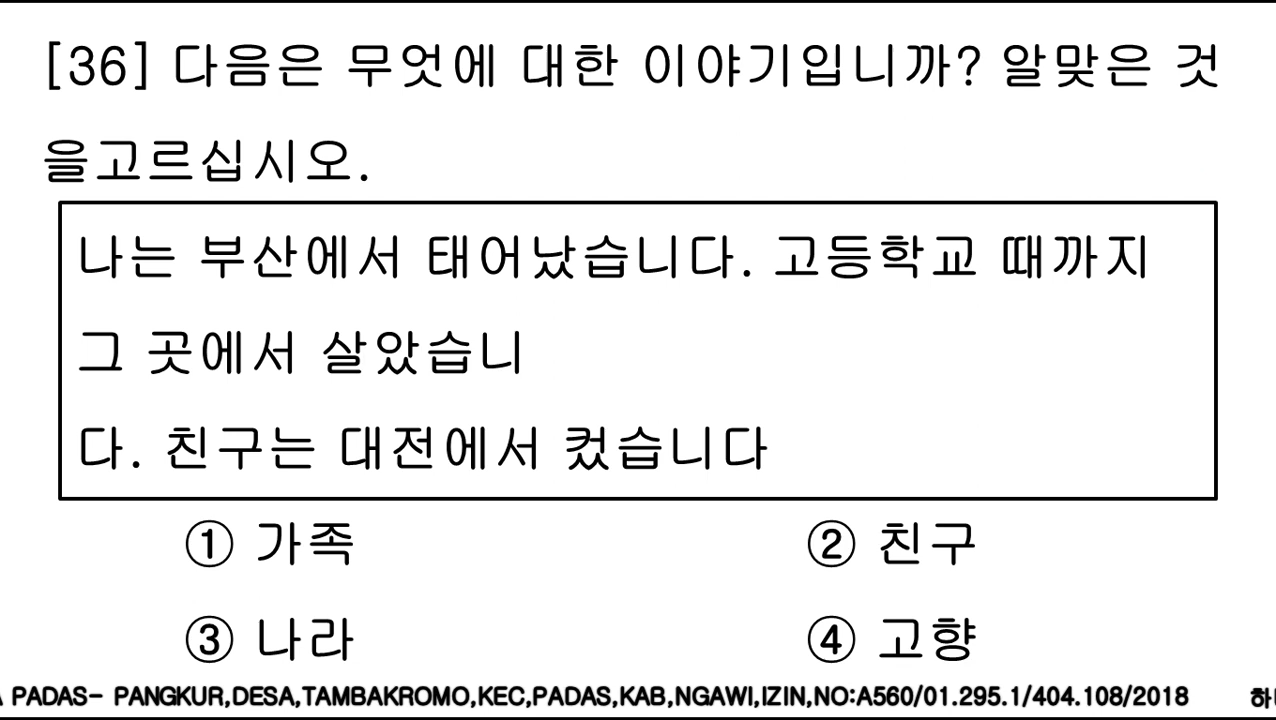 [36] 다음은 무엇에 대한 이야기입니까? 알맞은 것
을고르십시오.
나는 부산에서 태어났습니다. 고등학교 때까지
그 곳에서 살았습니
다. 친구는 대전에서 컸습니다
① 가족 ② 친구
③ 나라 ④ 고향
PADAS- PANGKUR,DESA,TAMBAKROMO,KEC,PADAS,KAB,NGAWI,IZIN,NO:A560/01.295.1/404.108/2018